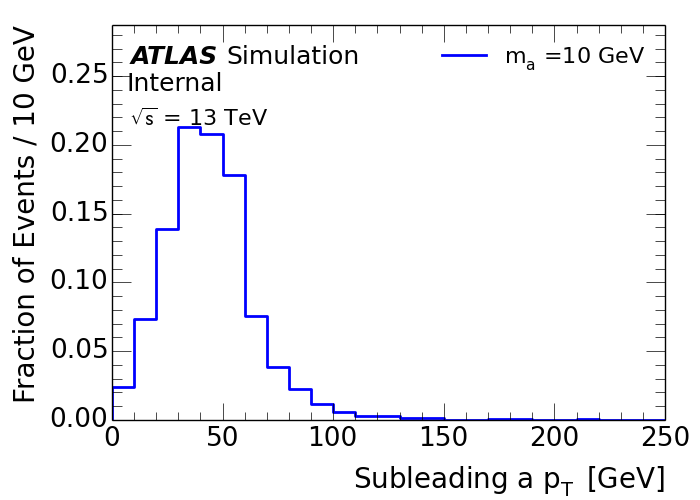 ATLAS Simulation
Internal
√s = 13 TeV
mₐ =10 GeV
Fraction of Events / 10 GeV
0.25
0.20
0.15
0.10
0.05
0.00
0 50 100 150 200 250
Subleading a p_T [GeV]